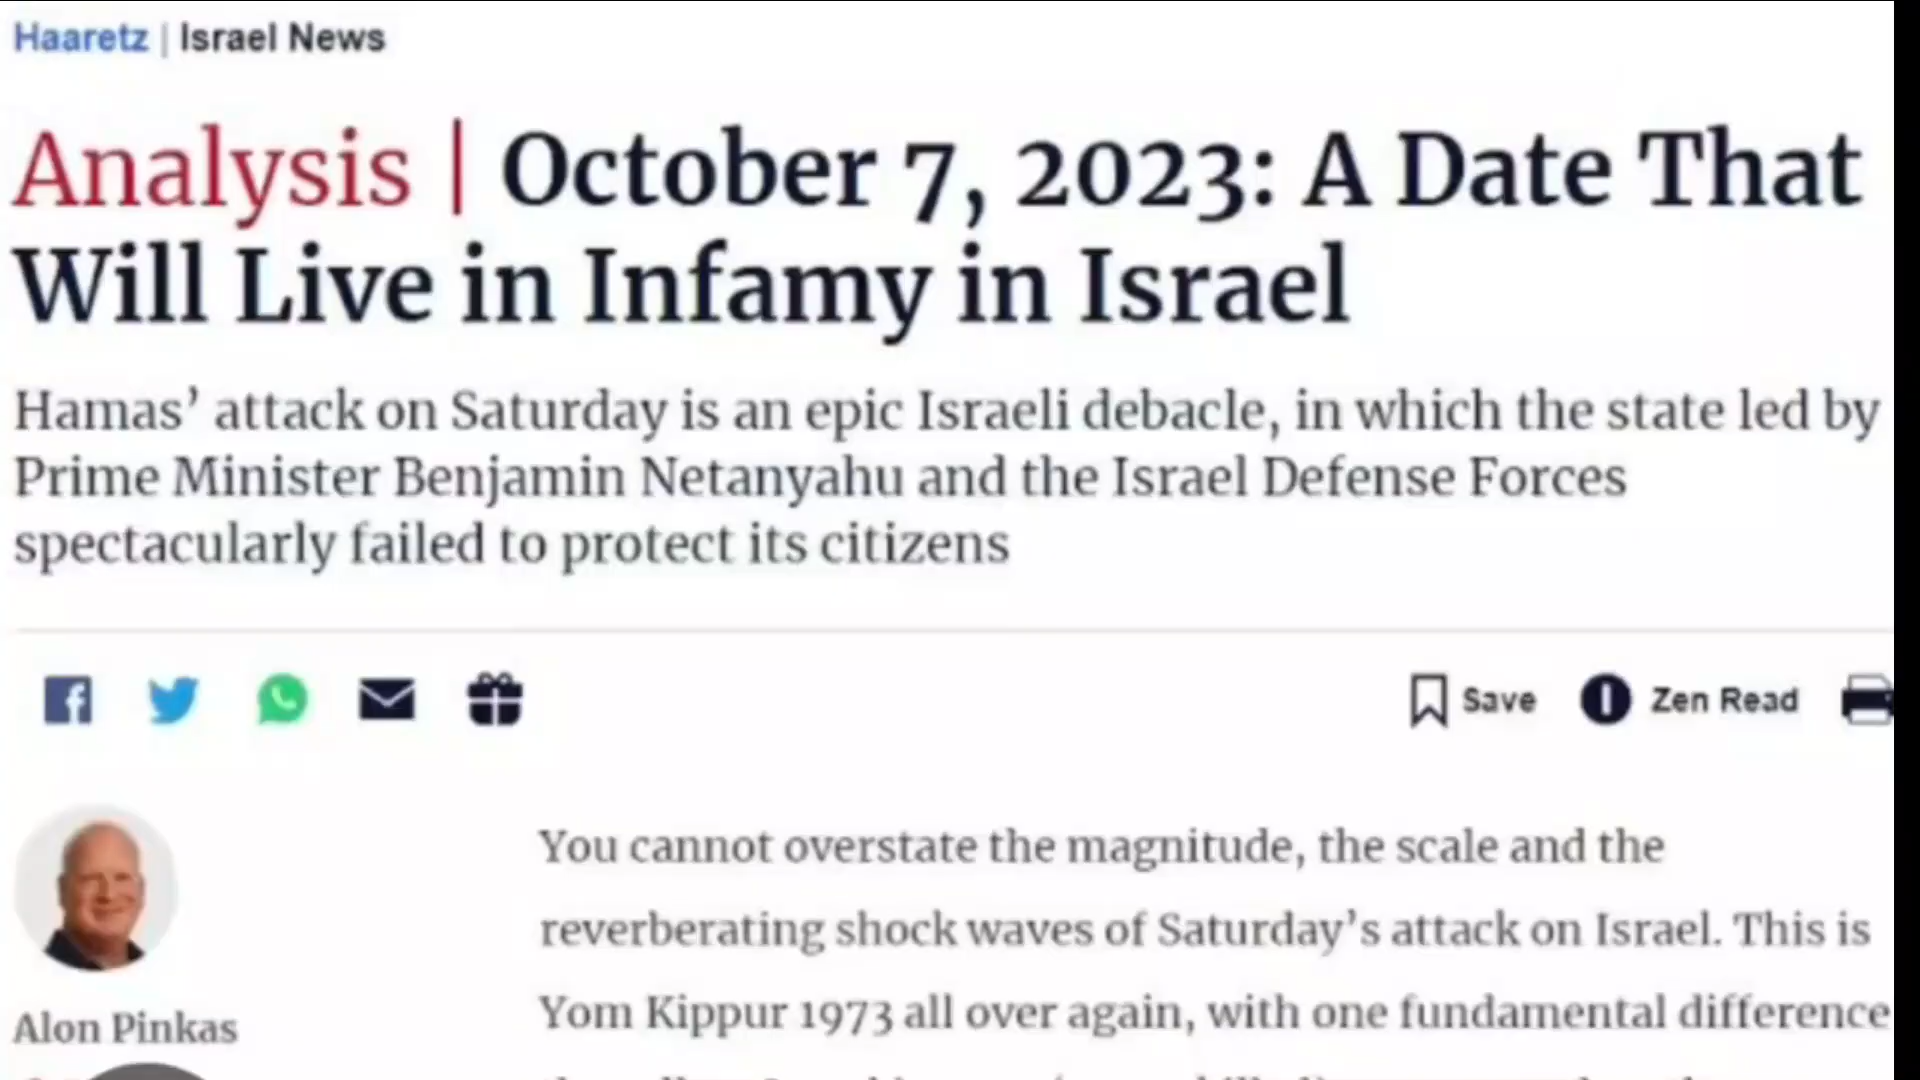 Haaretz | Israel News
Analysis | October 7, 2023: A Date That
Will Live in Infamy in Israel
Hamas’ attack on Saturday is an epic Israeli debacle, in which the state led by
Prime Minister Benjamin Netanyahu and the Israel Defense Forces
spectacularly failed to protect its citizens
Save
Zen Read
You cannot overstate the magnitude, the scale and the
reverberating shock waves of Saturday’s attack on Israel. This is
Yom Kippur 1973 all over again, with one fundamental difference
Alon Pinkas